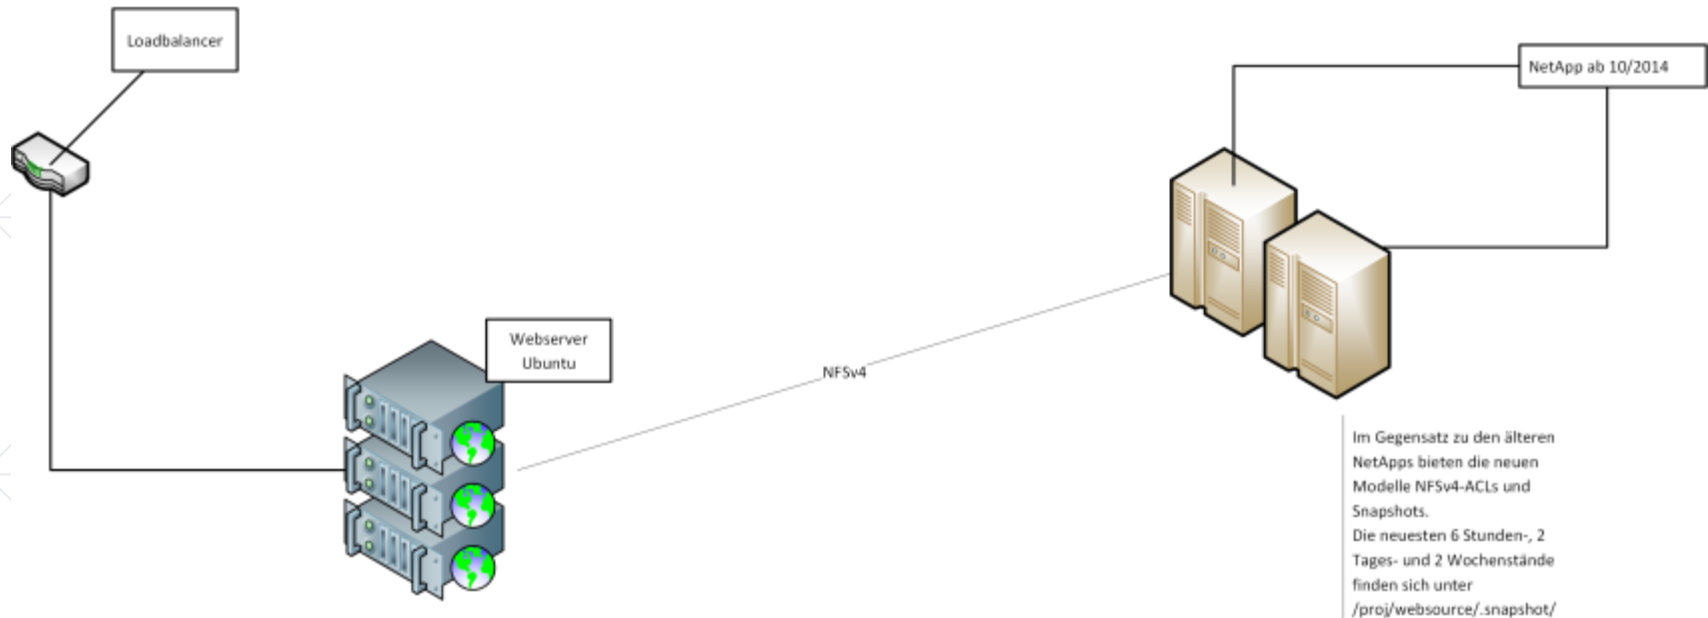 Loadbalancer
NetApp ab 10/2014
Webserver
Ubuntu
NFSv4
Im Gegensatz zu den älteren
NetApps bieten die neuen
Modelle NFSv4-ACLs und
Snapshots.
Die neuesten 6 Stunden-, 2
Tages- und 2 Wochenstände
finden sich unter
/proj/websource/.snapshot/